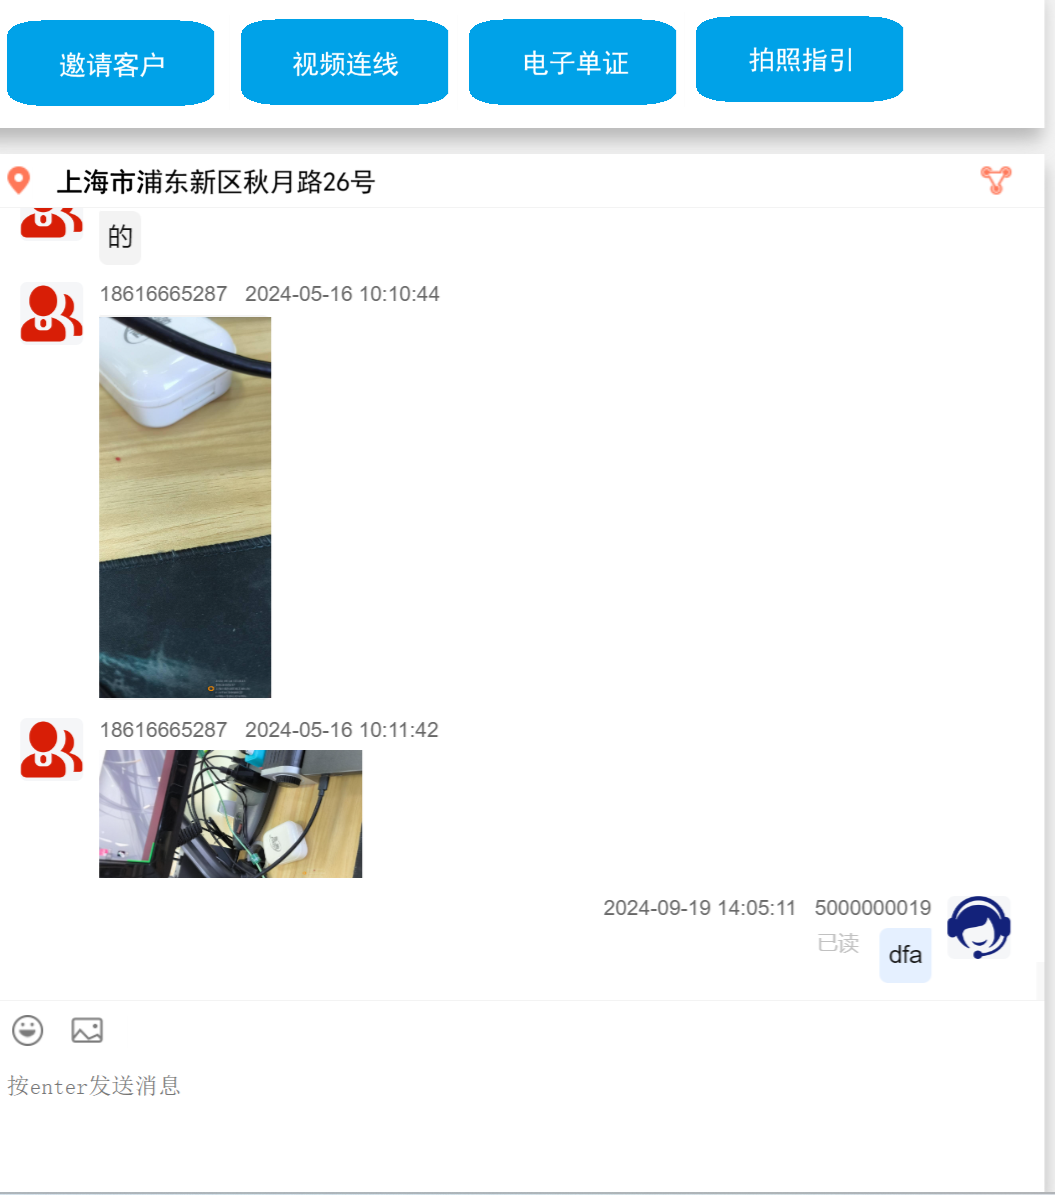 邀请客户
视频连线
电子单证
拍照指引
上海市浦东新区秋月路26号
的
18616665287 2024-05-16 10:10:44
18616665287 2024-05-16 10:11:42
2024-09-19 14:05:11 5000000019
已读
dfa
按enter发送消息